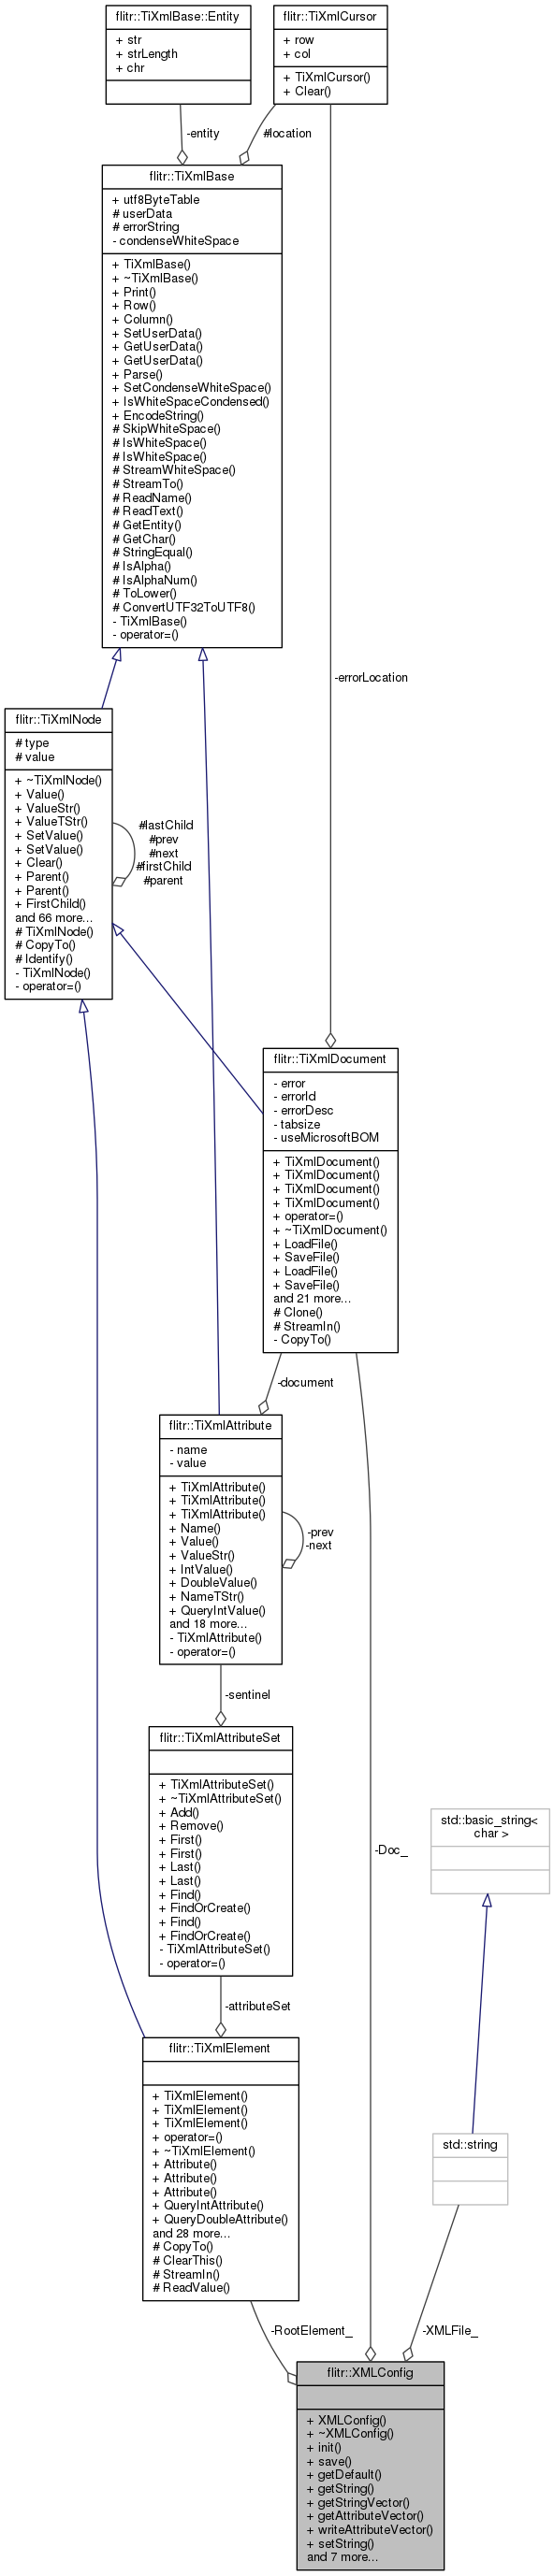 flitr::TiXmlBase::Entity
+ str
+ strLength
+ chr
flitr::TiXmlCursor
+ row
+ col
+ TiXmlCursor()
+ Clear()
-entity
#location
flitr::TiXmlBase
+ utf8ByteTable
# userData
# errorString
- condenseWhiteSpace
+ TiXmlBase()
+ ~TiXmlBase()
+ Print()
+ Row()
+ Column()
+ SetUserData()
+ GetUserData()
+ GetUserData()
+ Parse()
+ SetCondenseWhiteSpace()
+ IsWhiteSpaceCondensed()
+ EncodeString()
# SkipWhiteSpace()
# IsWhiteSpace()
# IsWhiteSpace()
# StreamWhiteSpace()
# StreamTo()
# ReadName()
# ReadText()
# GetEntity()
# GetChar()
# StringEqual()
# IsAlpha()
# IsAlphaNum()
# ToLower()
# ConvertUTF32ToUTF8()
- TiXmlBase()
- operator=()
-errorLocation
flitr::TiXmlNode
# type
# value
+ ~TiXmlNode()
+ Value()
+ ValueStr()
+ ValueTStr()
+ SetValue()
+ SetValue()
+ Clear()
+ Parent()
+ Parent()
+ FirstChild()
and 66 more...
# TiXmlNode()
# CopyTo()
# Identify()
- TiXmlNode()
- operator=()
#lastChild
#prev
#next
#firstChild
#parent
flitr::TiXmlDocument
- error
- errorId
- errorDesc
- tabsize
- useMicrosoftBOM
+ TiXmlDocument()
+ TiXmlDocument()
+ TiXmlDocument()
+ TiXmlDocument()
+ operator=()
+ ~TiXmlDocument()
+ LoadFile()
+ SaveFile()
+ LoadFile()
+ SaveFile()
and 21 more...
# Clone()
# StreamIn()
- CopyTo()
-document
flitr::TiXmlAttribute
- name
- value
+ TiXmlAttribute()
+ TiXmlAttribute()
+ TiXmlAttribute()
+ Name()
+ Value()
+ ValueStr()
+ IntValue()
+ DoubleValue()
+ NameTStr()
+ QueryIntValue()
and 18 more...
- TiXmlAttribute()
- operator=()
-prev
-next
-sentinel
flitr::TiXmlAttributeSet
+ TiXmlAttributeSet()
+ ~TiXmlAttributeSet()
+ Add()
+ Remove()
+ First()
+ First()
+ Last()
+ Last()
+ Find()
+ FindOrCreate()
+ Find()
+ FindOrCreate()
- TiXmlAttributeSet()
- operator=()
-Doc_
std::basic_string<
char >
-attributeSet
flitr::TiXmlElement
+ TiXmlElement()
+ TiXmlElement()
+ TiXmlElement()
+ operator=()
+ ~TiXmlElement()
+ Attribute()
+ Attribute()
+ Attribute()
+ QueryIntAttribute()
+ QueryDoubleAttribute()
and 28 more...
# CopyTo()
# ClearThis()
# StreamIn()
# ReadValue()
std::string
-RootElement_
-XMLFile_
flitr::XMLConfig
+ XMLConfig()
+ ~XMLConfig()
+ init()
+ save()
+ getDefault()
+ getString()
+ getStringVector()
+ getAttributeVector()
+ writeAttributeVector()
+ setString()
and 7 more...